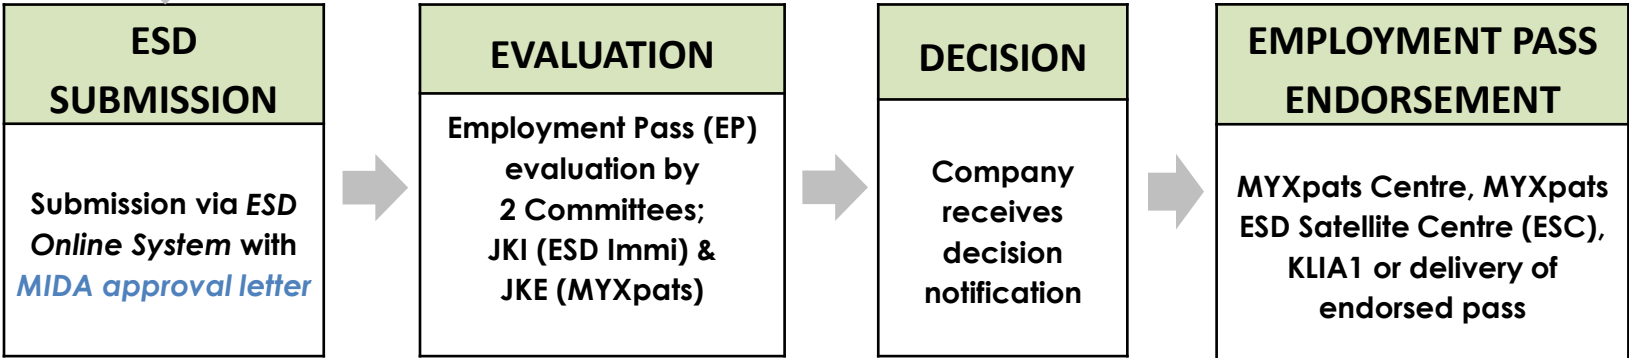 ESD
SUBMISSION
Submission via ESD
Online System with
MIDA approval letter
EVALUATION
Employment Pass (EP)
evaluation by
2 Committees;
JKI (ESD Immi) &
JKE (MYXpats)
DECISION
Company
receives
decision
notification
EMPLOYMENT PASS
ENDORSEMENT
MYXpats Centre, MYXpats
ESD Satellite Centre (ESC),
KLIA1 or delivery of
endorsed pass